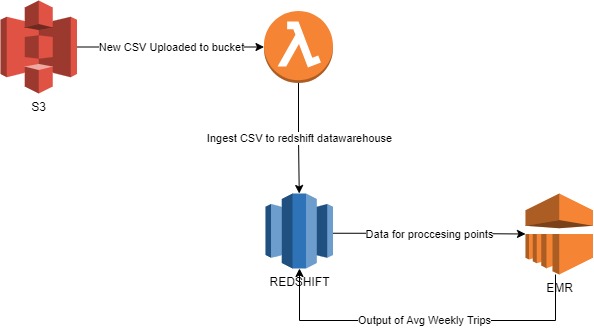 New CSV Uploaded to bucket
S3
Ingest CSV to redshift datawarehouse
Data for proccesing points
REDSHIFT
EMR
Output of Avg Weekly Trips